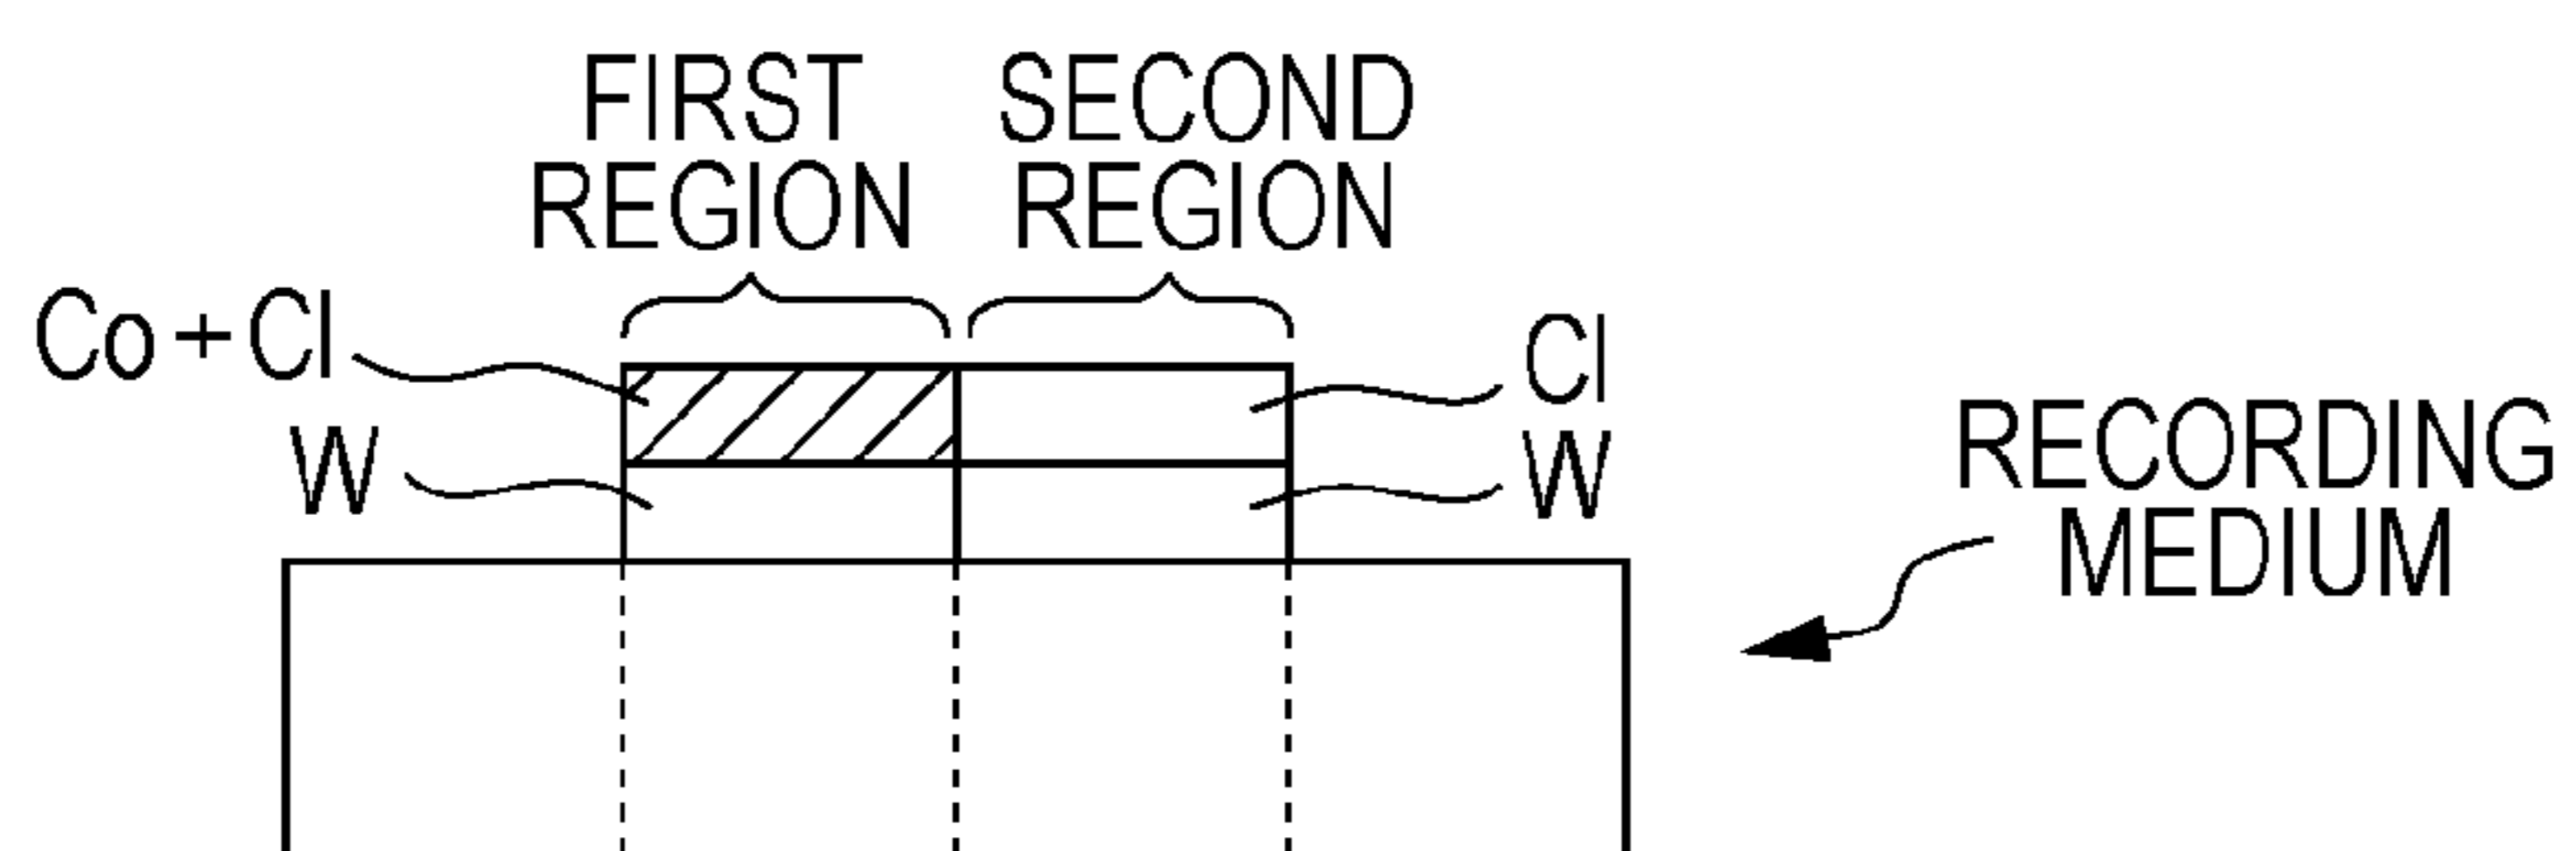 FIRST
REGION
SECOND
REGION
Co+Cl
W
Cl
W
RECORDING
MEDIUM